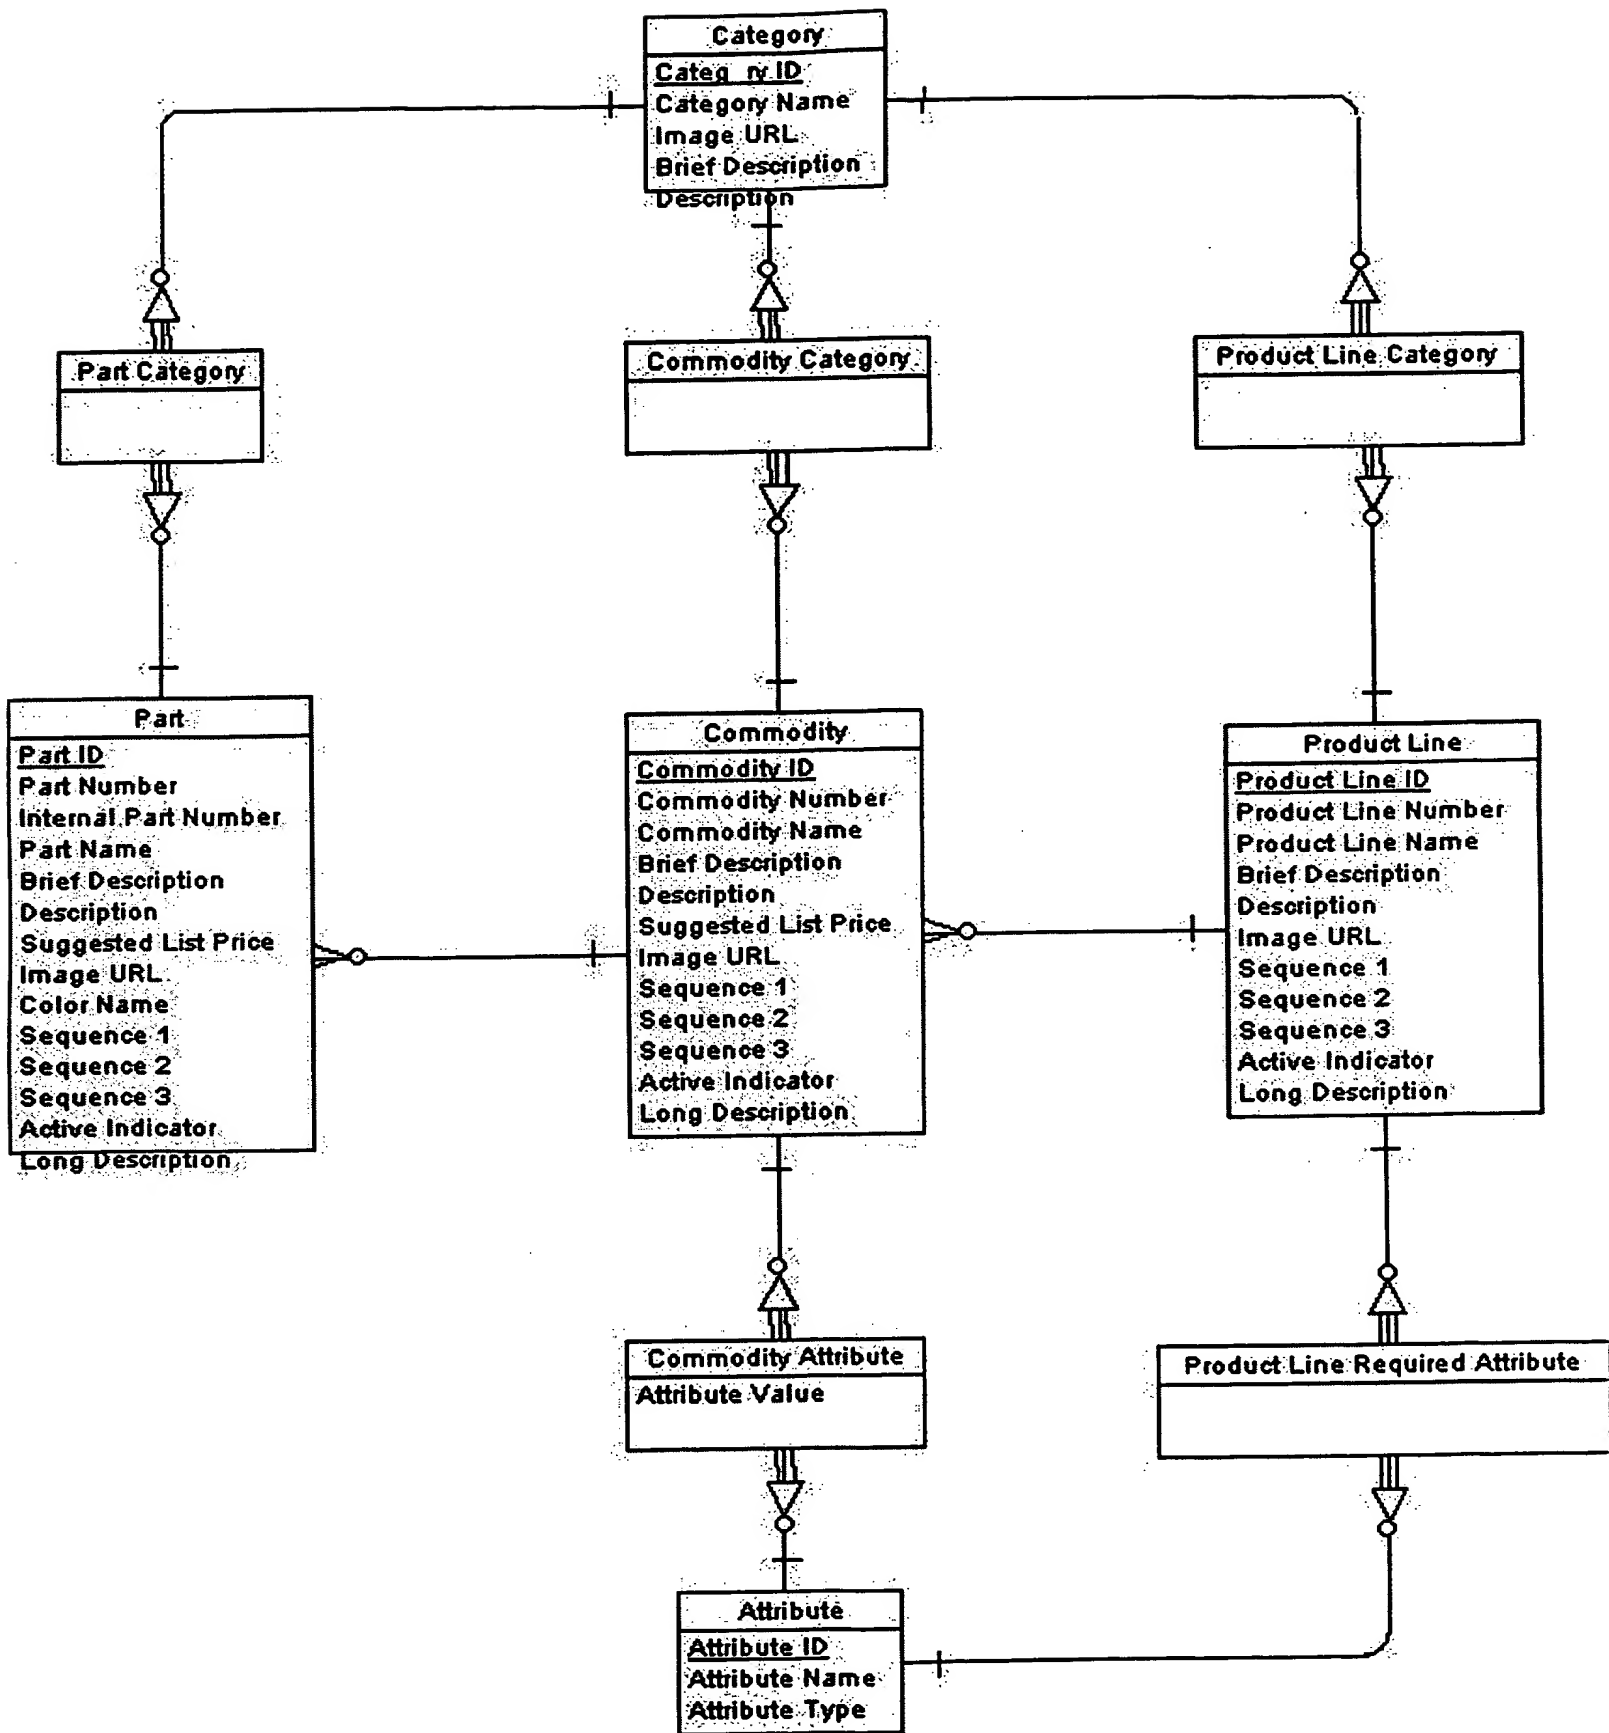 Category
Categ ry ID
Category Name
Image URL
Brief Description
Description
Part Category
Commodity Category
Product Line Category
Part
Part ID
Part Number
Internal Part Number
Part Name
Brief Description
Description
Suggested List Price
Image URL
Color Name
Sequence 1
Sequence 2
Sequence 3
Active Indicator
Long Description
Commodity
Commodity ID
Commodity Number
Commodity Name
Brief Description
Description
Suggested List Price
Image URL
Sequence 1
Sequence 2
Sequence 3
Active Indicator
Long Description
Product Line
Product Line ID
Product Line Number
Product Line Name
Brief Description
Description
Image URL
Sequence 1
Sequence 2
Sequence 3
Active Indicator
Long Description
Commodity Attribute
Attribute Value
Product Line Required Attribute
Attribute
Attribute ID
Attribute Name
Attribute Type